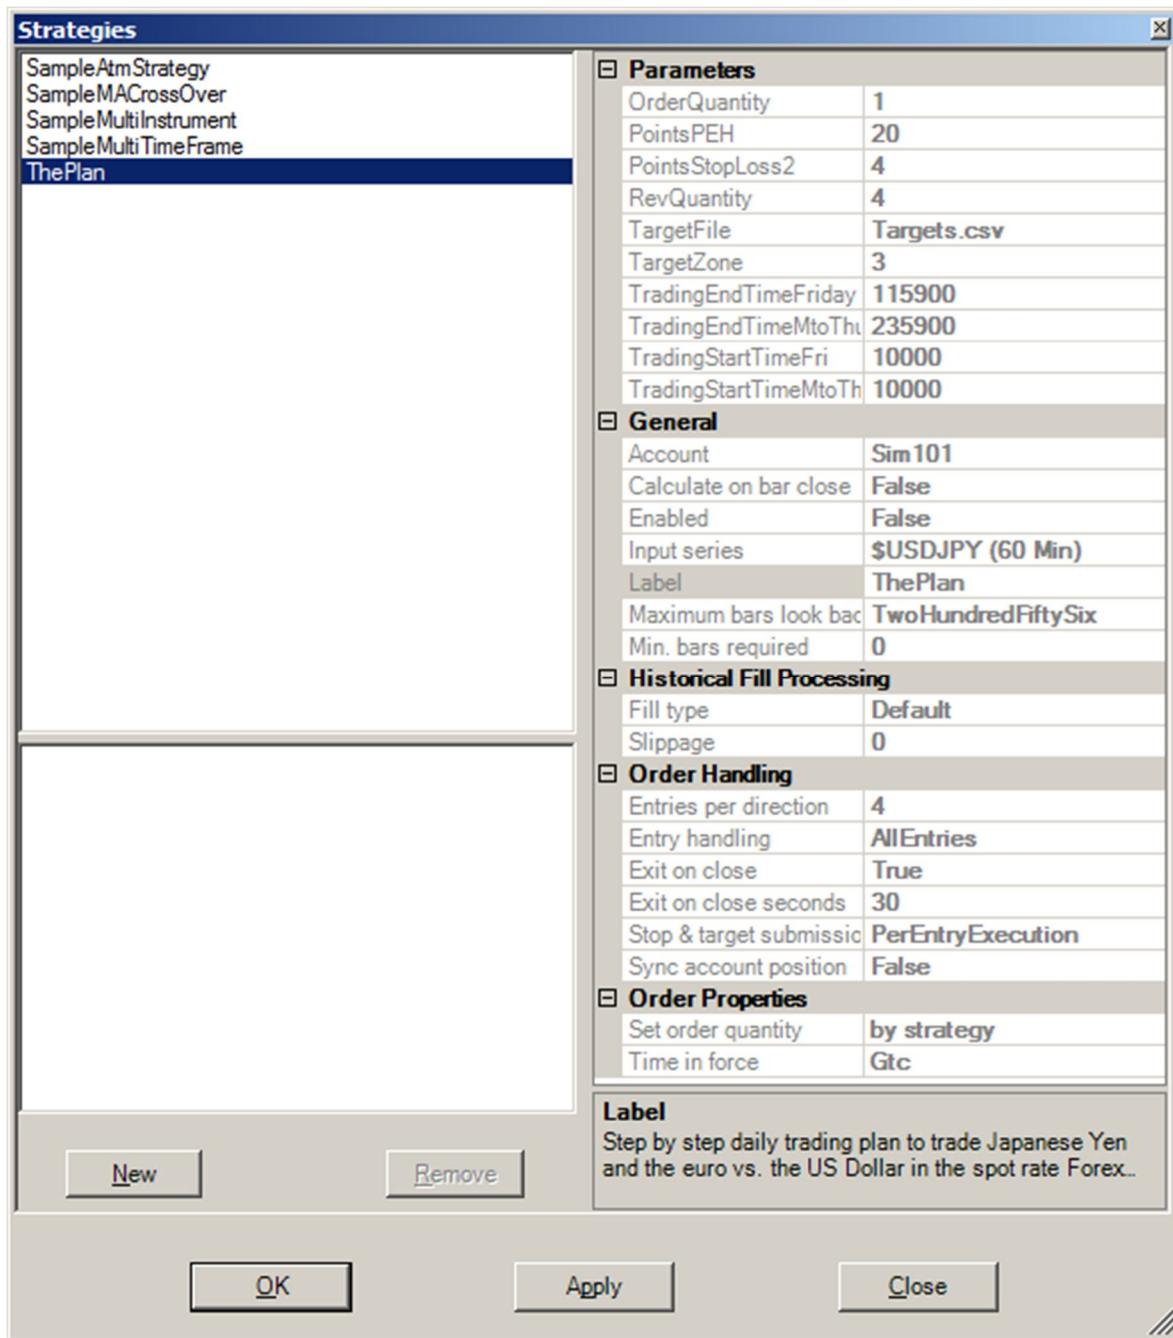 Strategies
SampleAtmStrategy
SampleMACrossOver
SampleMultiInstrument
SampleMultiTimeFrame
ThePlan
Parameters
OrderQuantity 1
PointsPEH 20
PointsStopLoss2 4
RevQuantity 4
TargetFile Targets.csv
TargetZone 3
TradingEndTimeFriday 115900
TradingEndTimeMtoThu 235900
TradingStartTimeFri 10000
TradingStartTimeMtoTh 10000
General
Account Sim101
Calculate on bar close False
Enabled False
Input series $USDJPY (60 Min)
Label ThePlan
Maximum bars look bac TwoHundredFiftySix
Min. bars required 0
Historical Fill Processing
Fill type Default
Slippage 0
Order Handling
Entries per direction 4
Entry handling AllEntries
Exit on close True
Exit on close seconds 30
Stop & target submissio PerEntryExecution
Sync account position False
Order Properties
Set order quantity by strategy
Time in force Gtc
Label
Step by step daily trading plan to trade Japanese Yen
and the euro vs. the US Dollar in the spot rate Forex...
New Remove
OK Apply Close